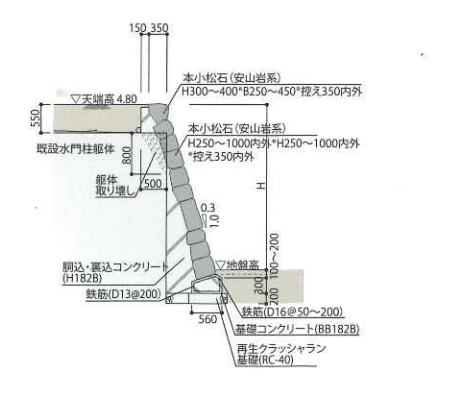 150 350
本小松石（安山岩系）
H300～400*B250～450*控え350内外
▽天端高 4.80
550
本小松石（安山岩系）
H250～1000内外*H250～1000内外
*控え350内外
既設水門柱躯体
800
躯体
取り壊し
500
H
0.3
1.0
胴込・裏込コンクリート
(H182B)
▽地盤高
100～200
300
200
鉄筋(D13@200)
鉄筋(D16@50～200)
560
基礎コンクリート(BB182B)
再生クラッシャラン
基礎(RC-40)